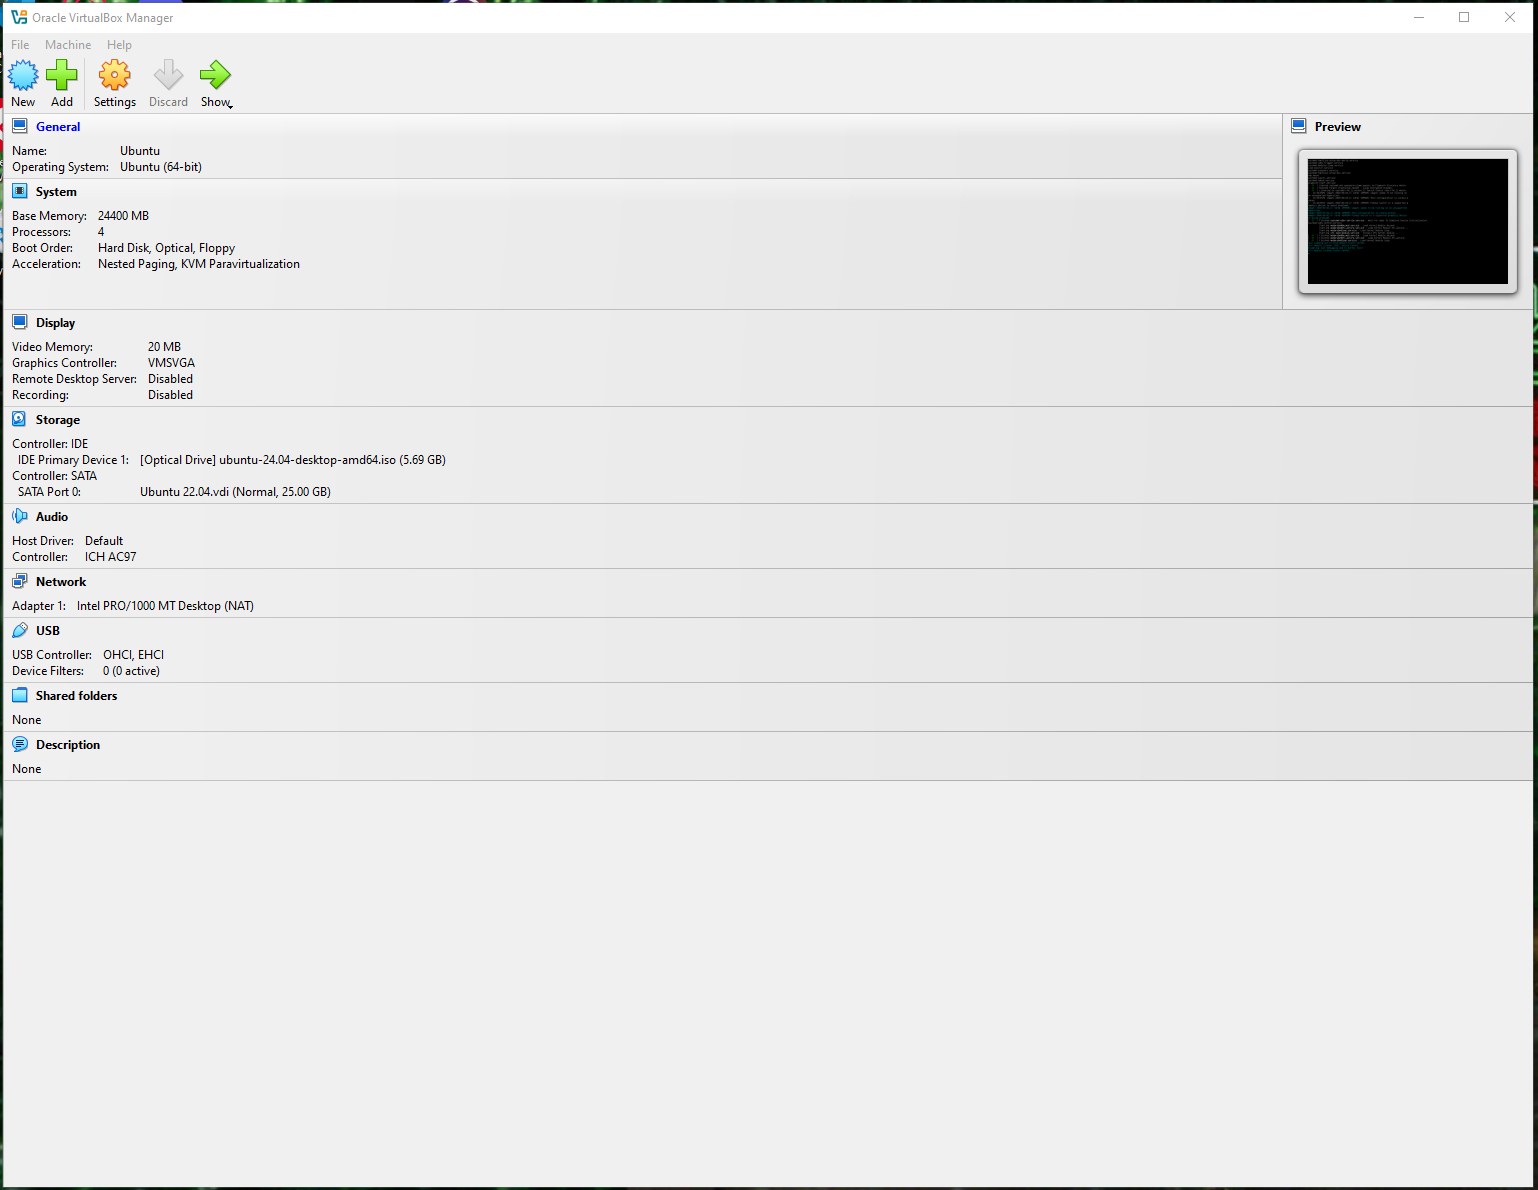 Oracle VirtualBox Manager
File Machine Help
New Add Settings Discard Show
General
Name: Ubuntu
Operating System: Ubuntu (64-bit)
System
Base Memory: 24400 MB
Processors: 4
Boot Order: Hard Disk, Optical, Floppy
Acceleration: Nested Paging, KVM Paravirtualization
Preview
Display
Video Memory: 20 MB
Graphics Controller: VMSVGA
Remote Desktop Server: Disabled
Recording: Disabled
Storage
Controller: IDE
IDE Primary Device 1: [Optical Drive] ubuntu-24.04-desktop-amd64.iso (5.69 GB)
Controller: SATA
SATA Port 0: Ubuntu 22.04.vdi (Normal, 25.00 GB)
Audio
Host Driver: Default
Controller: ICH AC97
Network
Adapter 1: Intel PRO/1000 MT Desktop (NAT)
USB
USB Controller: OHCI, EHCI
Device Filters: 0 (0 active)
Shared folders
None
Description
None